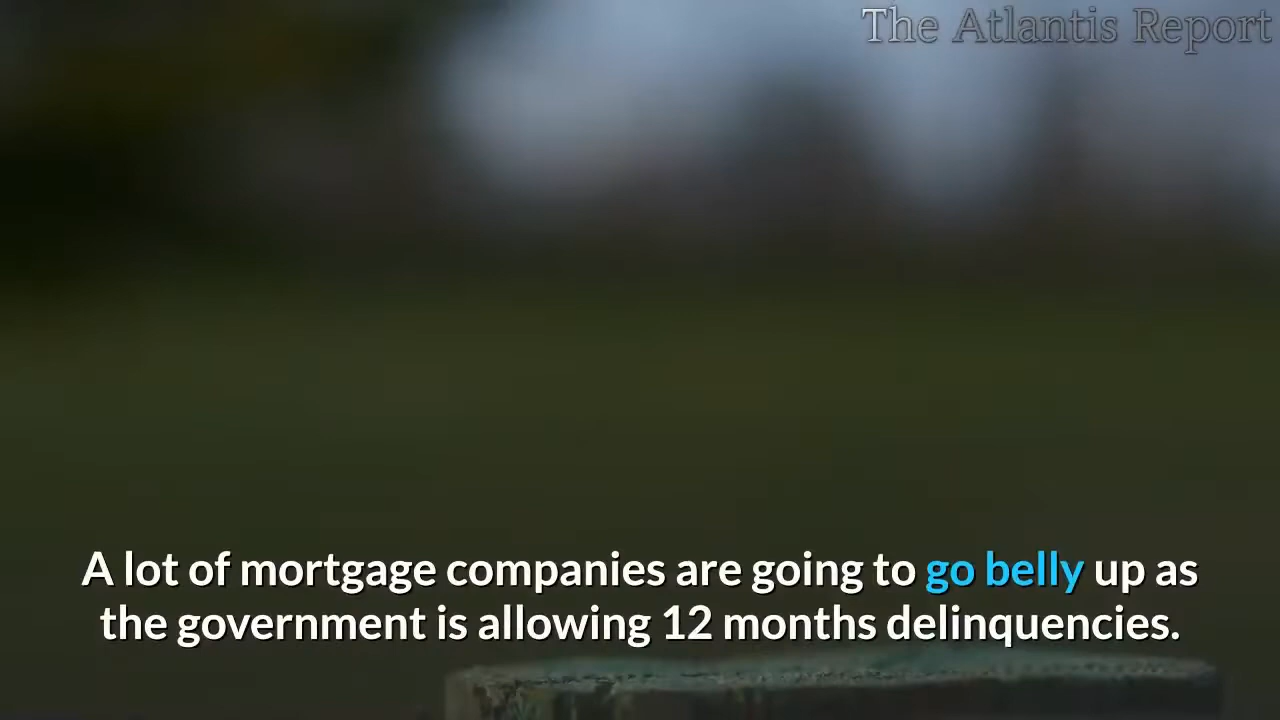 The Atlantis Report
A lot of mortgage companies are going to go belly up as
the government is allowing 12 months delinquencies.